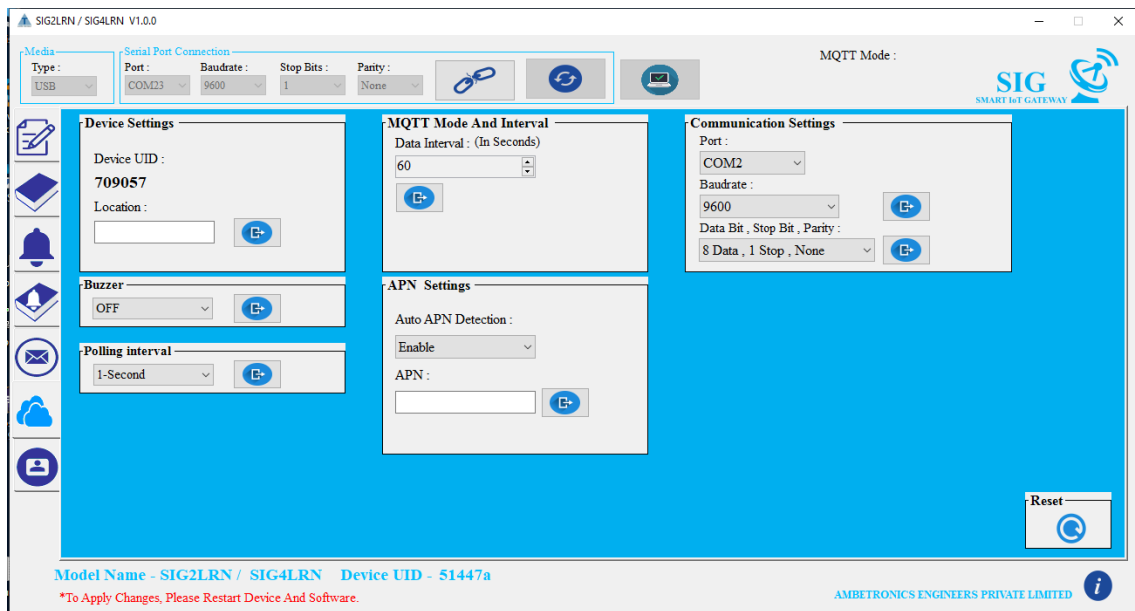 SIG2LRN / SIG4LRN V1.0.0
Media
Type :
USB
Serial Port Connection
Port :
Baudrate :
Stop Bits :
Parity :
COM23
9600
1
None
MQTT Mode :
SIG
SMART IoT GATEWAY
Device Settings
Device UID :
709057
Location :
Buzzer
OFF
Polling interval
1-Second
MQTT Mode And Interval
Data Interval : (In Seconds)
60
APN Settings
Auto APN Detection :
Enable
APN :
Communication Settings
Port :
COM2
Baudrate :
9600
Data Bit , Stop Bit , Parity :
8 Data , 1 Stop , None
Reset
Model Name - SIG2LRN / SIG4LRN Device UID - 51447a
*To Apply Changes, Please Restart Device And Software.
AMBETRONICS ENGINEERS PRIVATE LIMITED
i